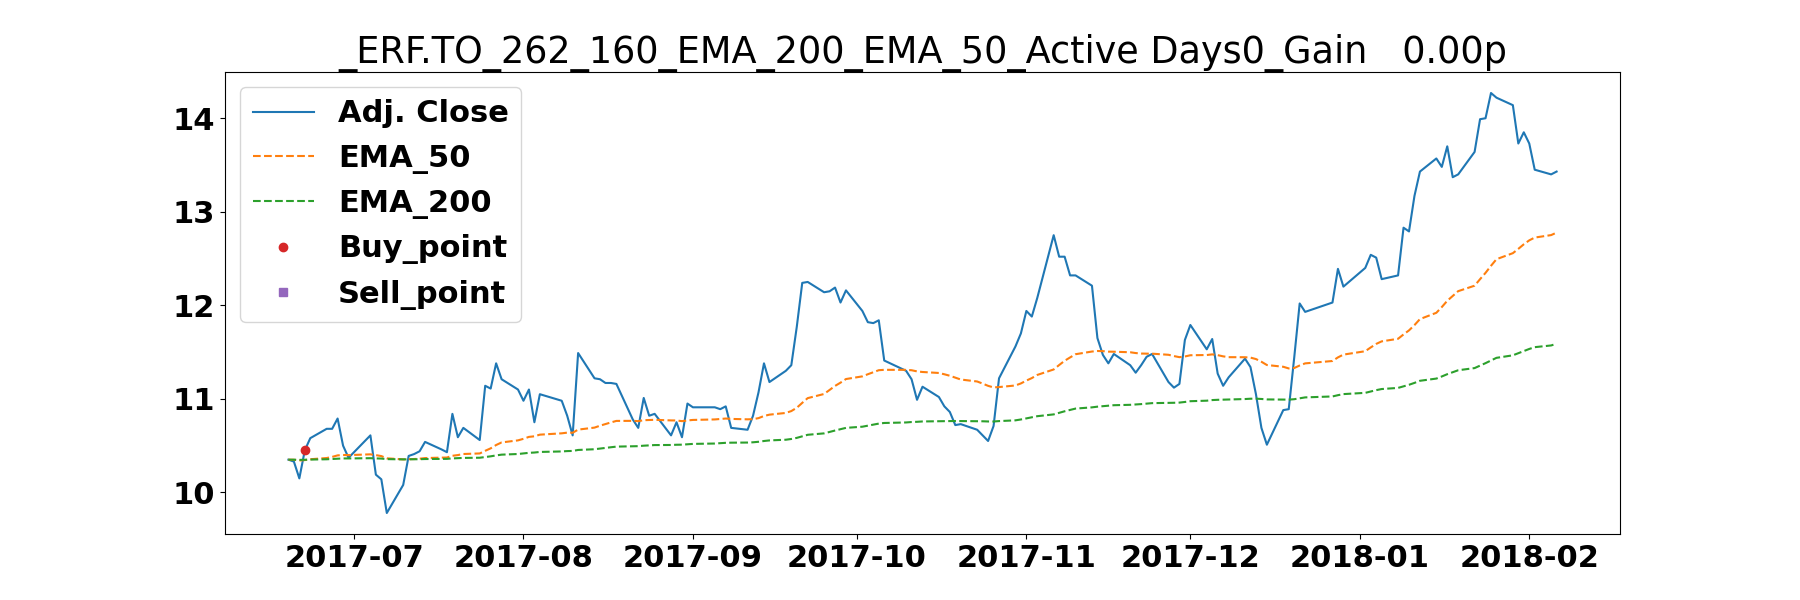 _ERF.TO_262_160_EMA_200_EMA_50_Active Days0_Gain   0.00p
Adj. Close
EMA_50
EMA_200
Buy_point
Sell_point
14
13
12
11
10
2017-07 2017-08 2017-09 2017-10 2017-11 2017-12 2018-01 2018-02